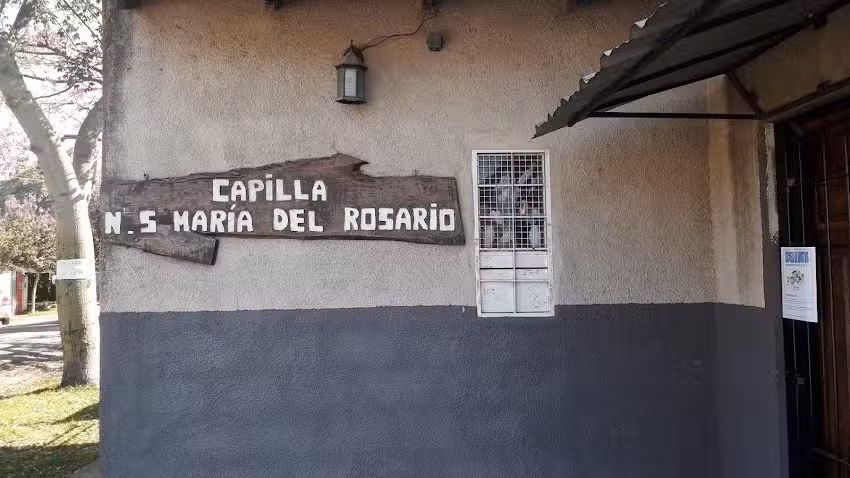 CAPILLA
N.S MARÍA DEL ROSARIO